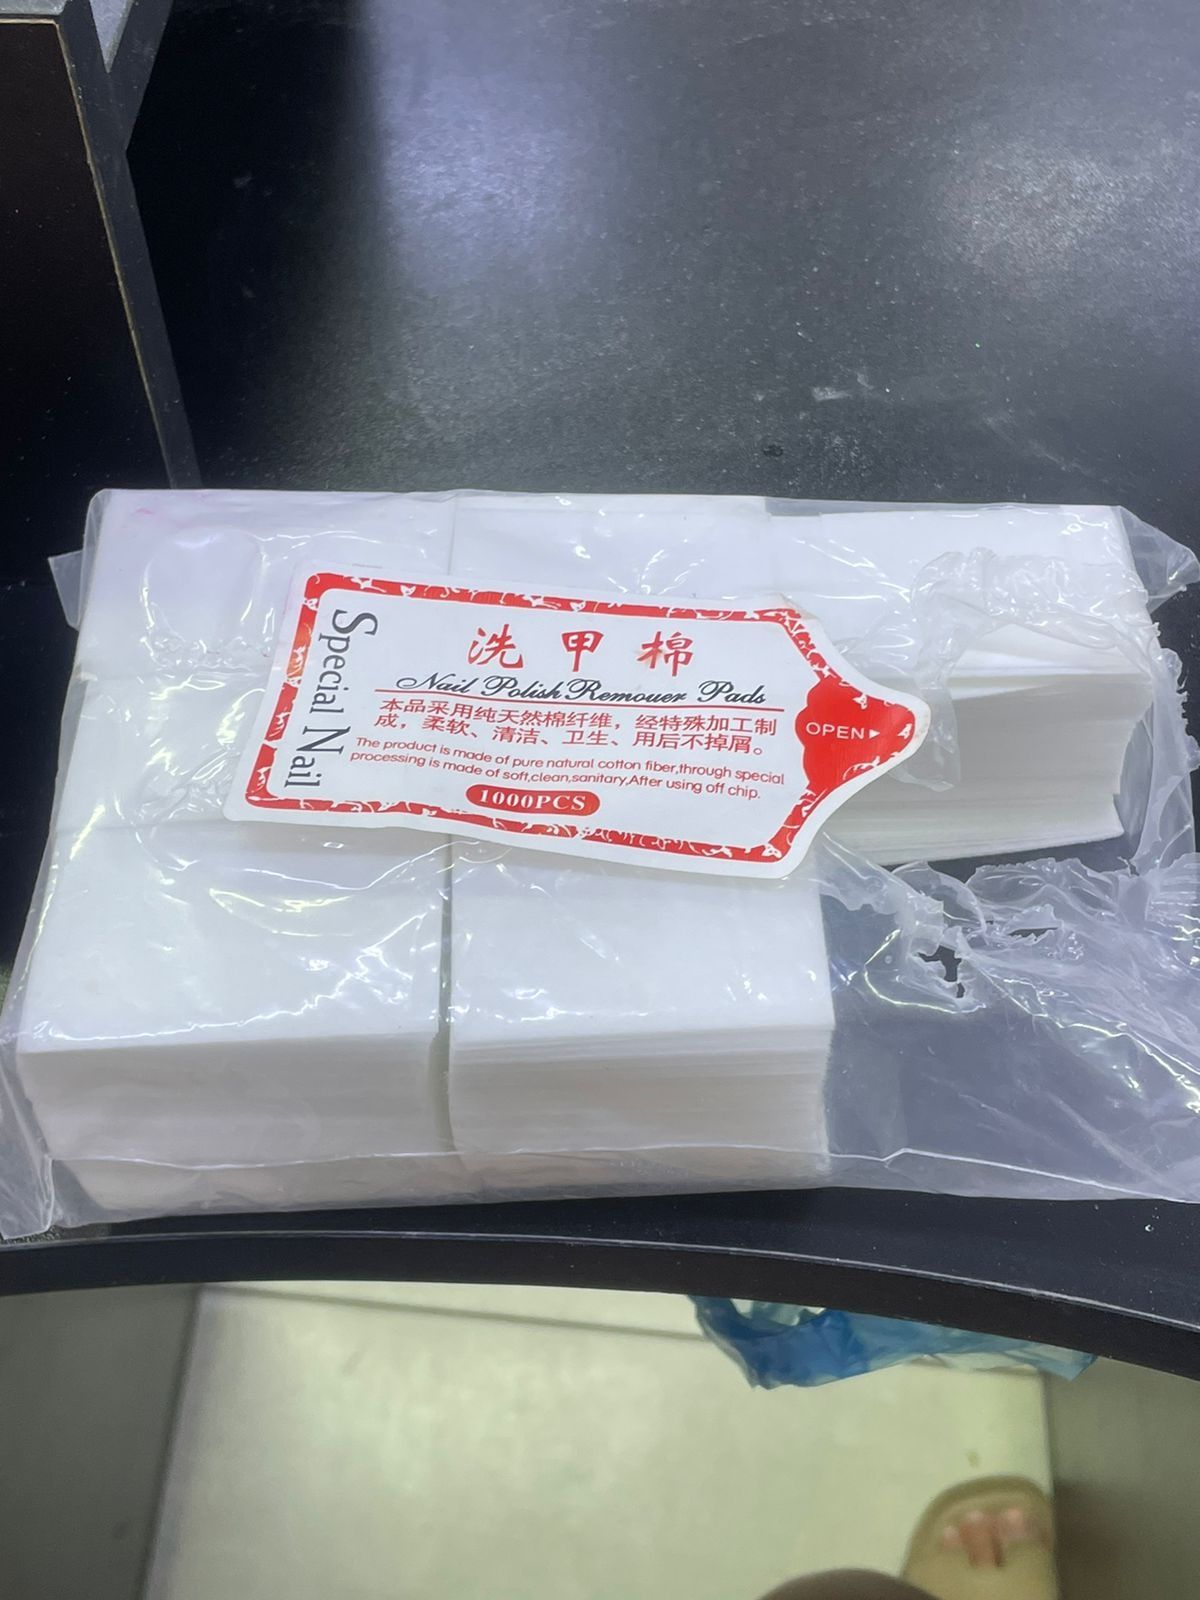 洗甲棉
Nail Polish Remouer Pads
本品采用纯天然棉纤维，经特殊加工制
成，柔软、清洁、卫生、用后不掉屑。
The product is made of pure natural cotton fiber,through special
processing is made of soft,clean,sanitary,After using off chip.
1000PCS
Special Nail
OPEN▶